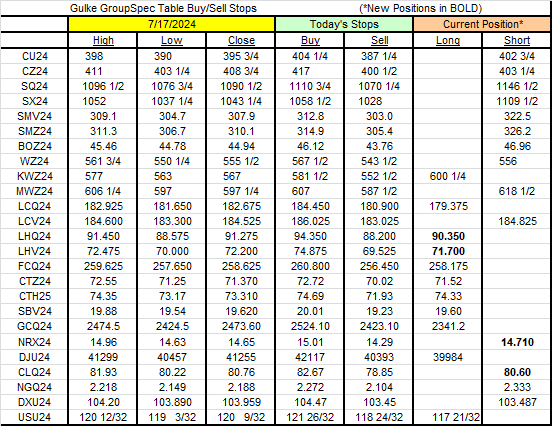 Gulke GroupSpec Table Buy/Sell Stops (*New Positions in BOLD)
7/17/2024 Today's Stops Current Position*
High Low Close Buy Sell Long Short
CU24 398 390 395 3/4 404 1/4 387 1/4 402 3/4
CZ24 411 403 1/4 408 3/4 417 400 1/2 403 1/4
SQ24 1096 1/2 1076 3/4 1090 1/2 1110 3/4 1070 1/4 1146 1/2
SX24 1052 1037 1/4 1043 1/4 1058 1/2 1028 1109 1/2
SMV24 309.1 304.7 307.9 312.8 303.0 322.5
SMZ24 311.3 306.7 310.1 314.9 305.4 326.2
BOZ24 45.46 44.78 44.94 46.12 43.76 46.96
WZ24 561 3/4 550 1/4 555 1/2 567 1/2 543 1/2 556
KWZ24 577 563 567 581 1/2 552 1/2 600 1/4
MWZ24 606 1/4 597 597 1/4 607 587 1/2 618 1/2
LCQ24 182.925 181.650 182.675 184.450 180.900 179.375
LCV24 184.600 183.300 184.525 186.025 183.025 184.825
LHQ24 91.450 88.575 91.275 94.350 88.200 90.350
LHV24 72.475 70.000 72.200 74.875 69.525 71.700
FCQ24 259.625 257.650 258.625 260.800 256.450 258.175
CTZ24 72.55 71.25 71.370 72.72 70.02 71.52
CTH25 74.35 73.17 73.310 74.69 71.93 74.33
SBV24 19.88 19.54 19.620 20.01 19.23 19.60
GCQ24 2474.5 2424.5 2473.60 2524.10 2423.10 2341.2
NRX24 14.96 14.63 14.65 15.01 14.29 14.710
DJU24 41299 40457 41255 42117 40393 39984
CLQ24 81.93 80.22 80.76 82.67 78.85 80.60
NGQ24 2.218 2.149 2.188 2.272 2.104 2.333
DXU24 104.20 103.890 103.959 104.47 103.45 103.487
USU24 120 12/32 119 3/32 120 9/32 121 26/32 118 24/32 117 21/32